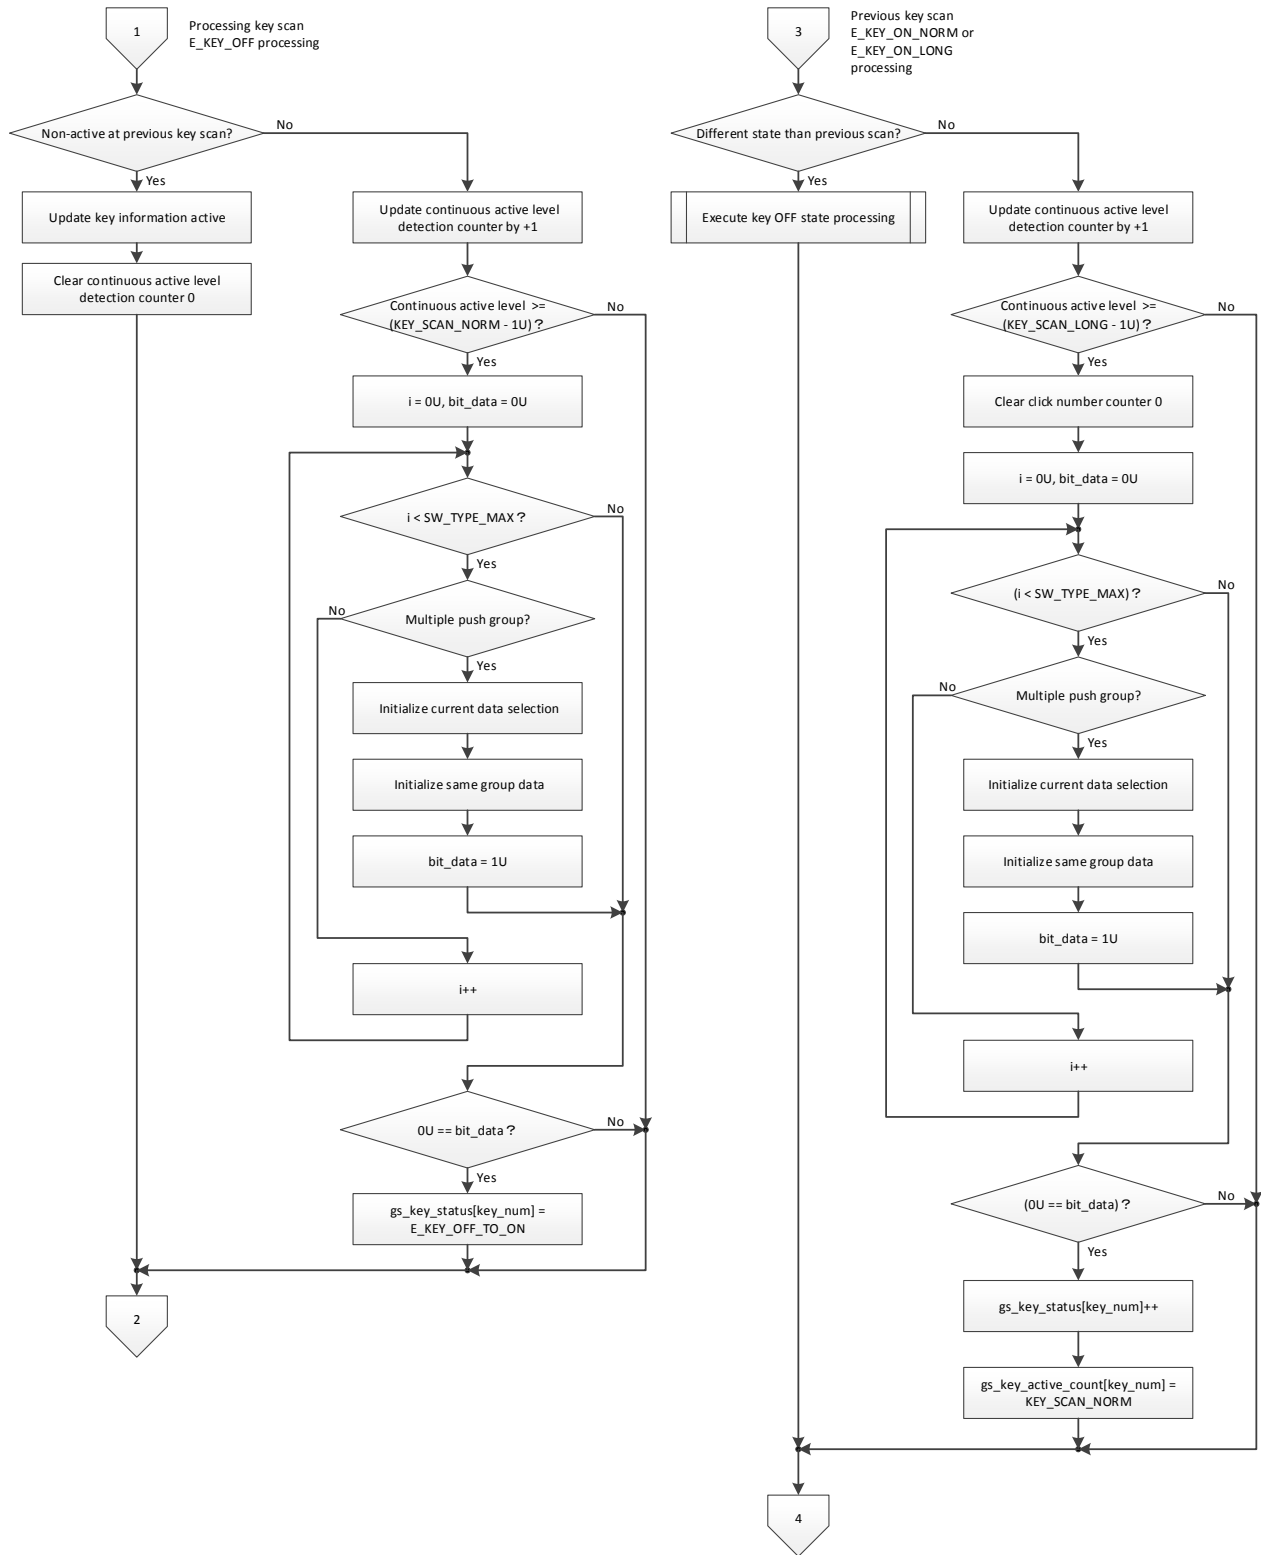 1
Processing key scan
E_KEY_OFF processing
Non-active at previous key scan?
No
Yes
Update key information active
Clear continuous active level
detection counter 0
Update continuous active level
detection counter by +1
Continuous active level >=
(KEY_SCAN_NORM - 1U) ?
No
Yes
i = 0U, bit_data = 0U
i < SW_TYPE_MAX ?
No
Yes
Multiple push group?
No
Yes
Initialize current data selection
Initialize same group data
bit_data = 1U
i++
0U == bit_data ?
No
Yes
gs_key_status[key_num] =
E_KEY_OFF_TO_ON
2
3
Previous key scan
E_KEY_ON_NORM or
E_KEY_ON_LONG
processing
Different state than previous scan?
No
Yes
Execute key OFF state processing
Update continuous active level
detection counter by +1
Continuous active level >=
(KEY_SCAN_LONG - 1U) ?
No
Yes
Clear click number counter 0
i = 0U, bit_data = 0U
(i < SW_TYPE_MAX) ?
No
Yes
Multiple push group?
No
Yes
Initialize current data selection
Initialize same group data
bit_data = 1U
i++
(0U == bit_data) ?
No
Yes
gs_key_status[key_num]++
gs_key_active_count[key_num] =
KEY_SCAN_NORM
4